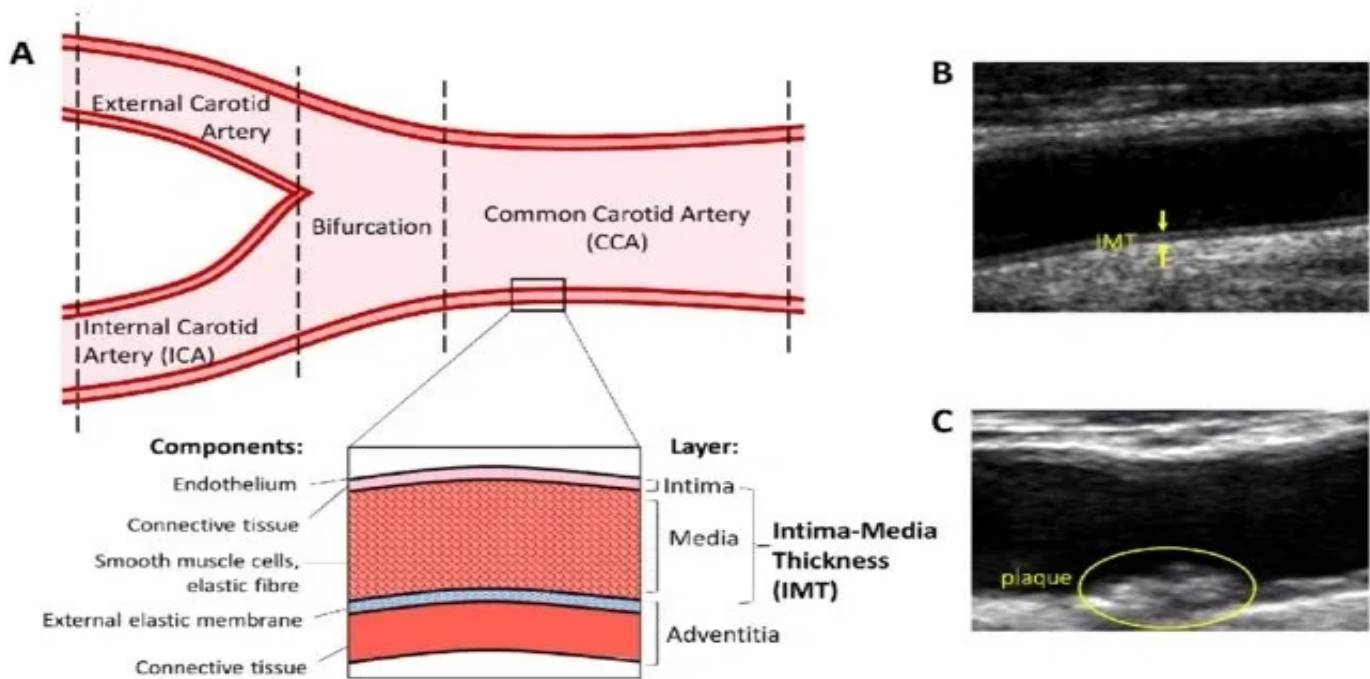 A
External Carotid
Artery
Bifurcation
Common Carotid Artery
(CCA)
Internal Carotid
Artery (ICA)
Components:
Layer:
Endothelium
Intima
Connective tissue
Media
Smooth muscle cells,
elastic fibre
Intima-Media
Thickness
(IMT)
External elastic membrane
Adventitia
Connective tissue
B
IMT
C
plaque